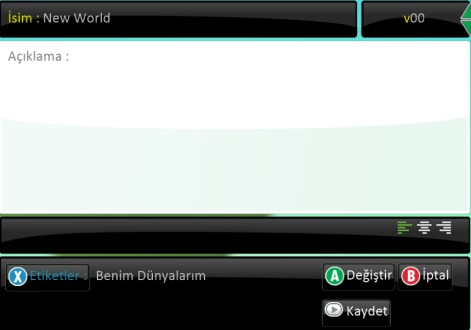 İsim : New World
v00
Açıklama :
X Etiketler : Benim Dünyalarım
A Değiştir B İptal
Kaydet